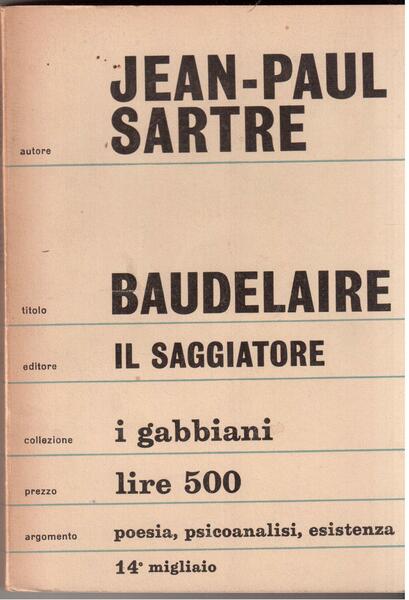 JEAN-PAUL
autore SARTRE
titolo BAUDELAIRE
editore IL SAGGIATORE
collezione i gabbiani
prezzo lire 500
argomento poesia, psicoanalisi, esistenza
14° migliaio